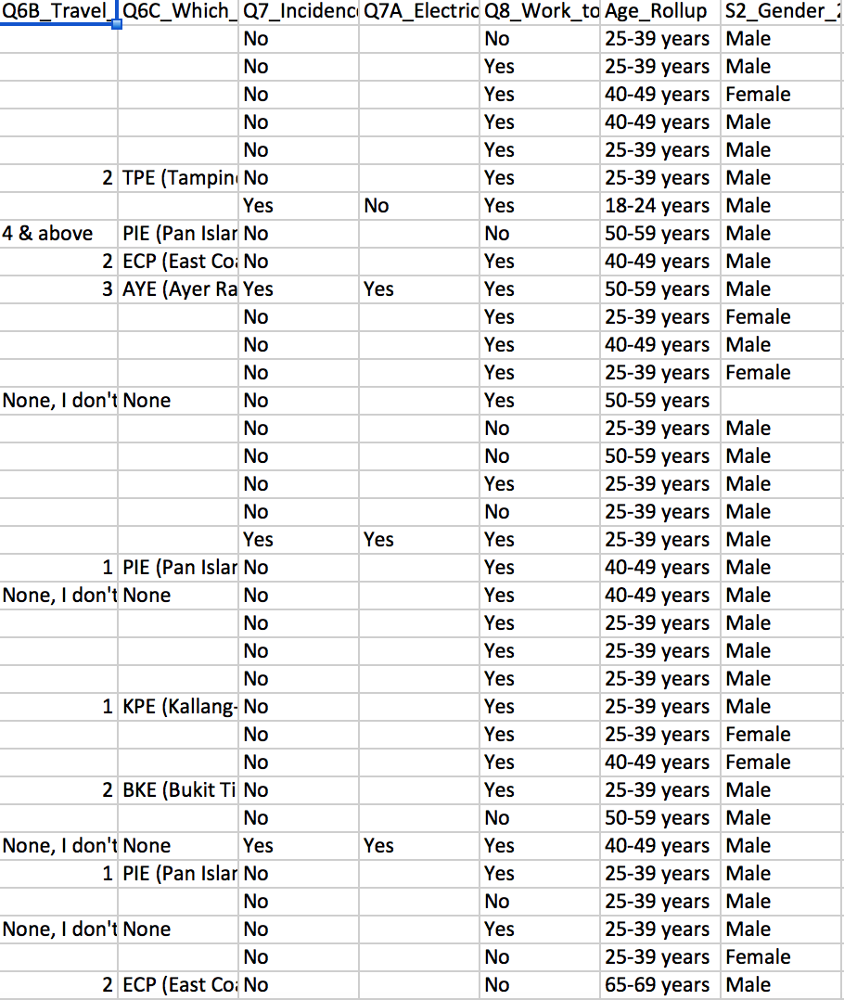 Q6B_Travel_ Q6C_Which_ Q7_Incidenc Q7A_Electric Q8_Work_to Age_Rollup S2_Gender_2
No No 25-39 years Male
No Yes 25-39 years Male
No Yes 40-49 years Female
No Yes 40-49 years Male
No Yes 25-39 years Male
2 TPE (Tampin No Yes 25-39 years Male
Yes No Yes 18-24 years Male
4 & above PIE (Pan Islan No No 50-59 years Male
2 ECP (East Coa No Yes 40-49 years Male
3 AYE (Ayer Ra Yes Yes Yes 50-59 years Male
No Yes 25-39 years Female
No Yes 40-49 years Male
No Yes 25-39 years Female
None, I don't None No Yes 50-59 years
No No 25-39 years Male
No No 50-59 years Male
No Yes 25-39 years Male
No No 25-39 years Male
Yes Yes Yes 25-39 years Male
1 PIE (Pan Islan No Yes 40-49 years Male
None, I don't None No Yes 40-49 years Male
No Yes 25-39 years Male
No Yes 25-39 years Male
No Yes 25-39 years Male
1 KPE (Kallang- No Yes 25-39 years Male
No Yes 25-39 years Female
No Yes 40-49 years Female
2 BKE (Bukit Ti No Yes 25-39 years Male
No No 50-59 years Male
None, I don't None Yes Yes Yes 40-49 years Male
1 PIE (Pan Islan No Yes 25-39 years Male
No No 25-39 years Male
None, I don't None No Yes 25-39 years Male
No No 25-39 years Female
2 ECP (East Coa No No 65-69 years Male